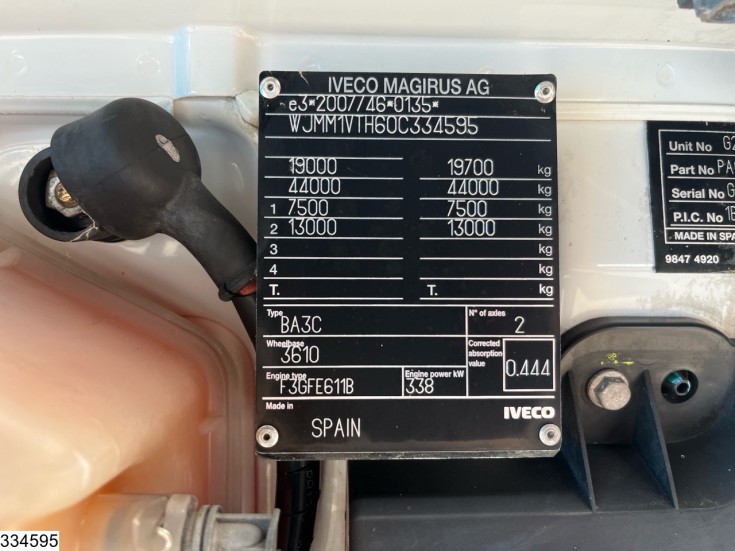 IVECO MAGIRUS AG
e3*2007/46*0135*
WJMM1VTH60C334595
19000 19700 kg
44000 44000 kg
1 7500 7500 kg
2 13000 13000 kg
3 kg
4 kg
T. T. kg
Type BA3C N° of axles 2
Wheelbase 3610 Corrected absorption value 0.444
Engine type F3GFE611B Engine power kW 338
Made in SPAIN IVECO
Unit No
Part No
Serial No
P.I.C. No
MADE IN
9847 4920
334595